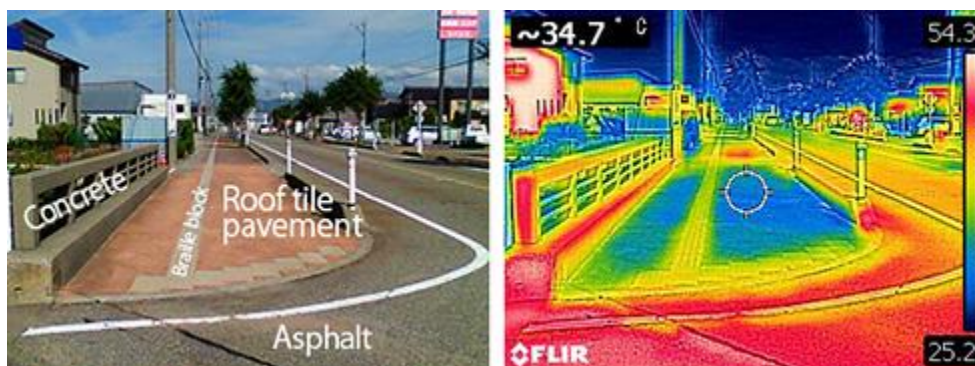 Concrete
Braille block
Roof tile
pavement
Asphalt
~34.7 ° C
54.3
25.2
FLIR